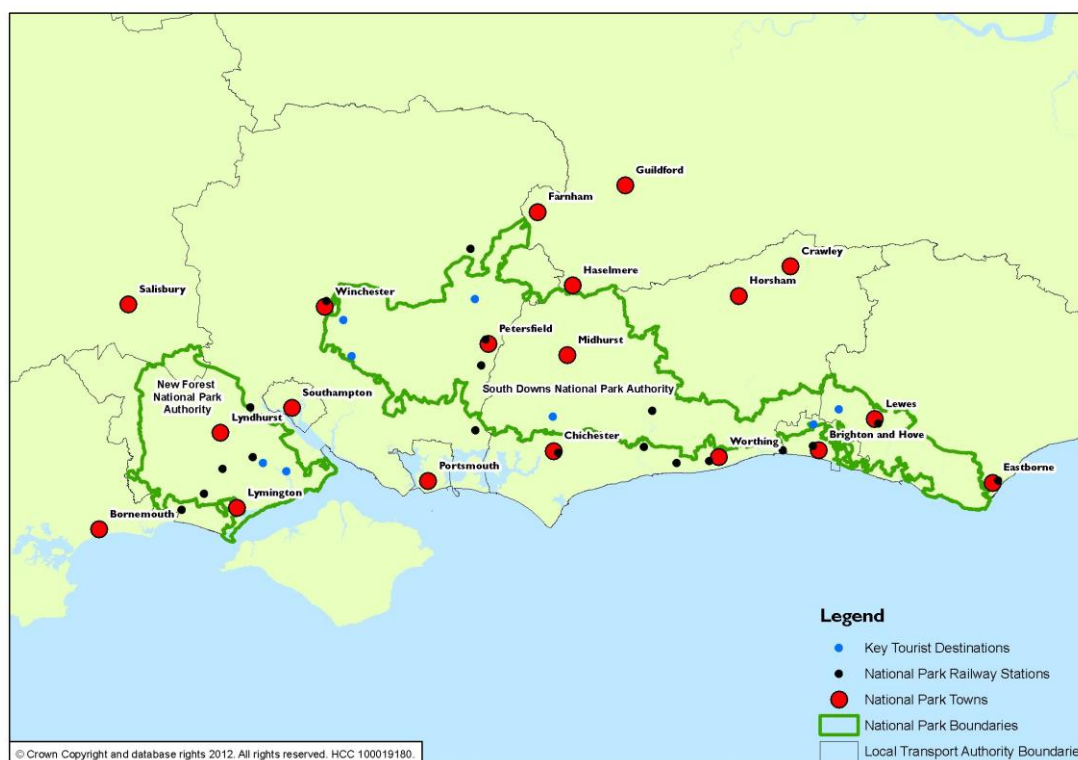 Guildford
Farnham
Crawley
Haselmere
Horsham
Salisbury
Winchester
Petersfield
Midhurst
New Forest
National Park
Authority
South Downs National Park Authority
Southampton
Lewes
Lyndhurst
Brighton and Hove
Chichester
Worthing
Portsmouth
Eastborne
Lymington
Bornemouth
Legend
Key Tourist Destinations
National Park Railway Stations
National Park Towns
National Park Boundaries
Local Transport Authority Boundarie
© Crown Copyright and database rights 2012. All rights reserved. HCC 100019180.